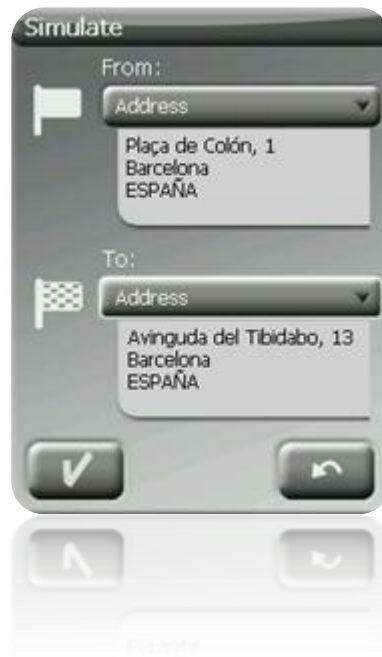 Simulate
From:
Address
Plaça de Colón, 1
Barcelona
ESPAÑA
To:
Address
Avinguda del Tibidabo, 13
Barcelona
ESPAÑA